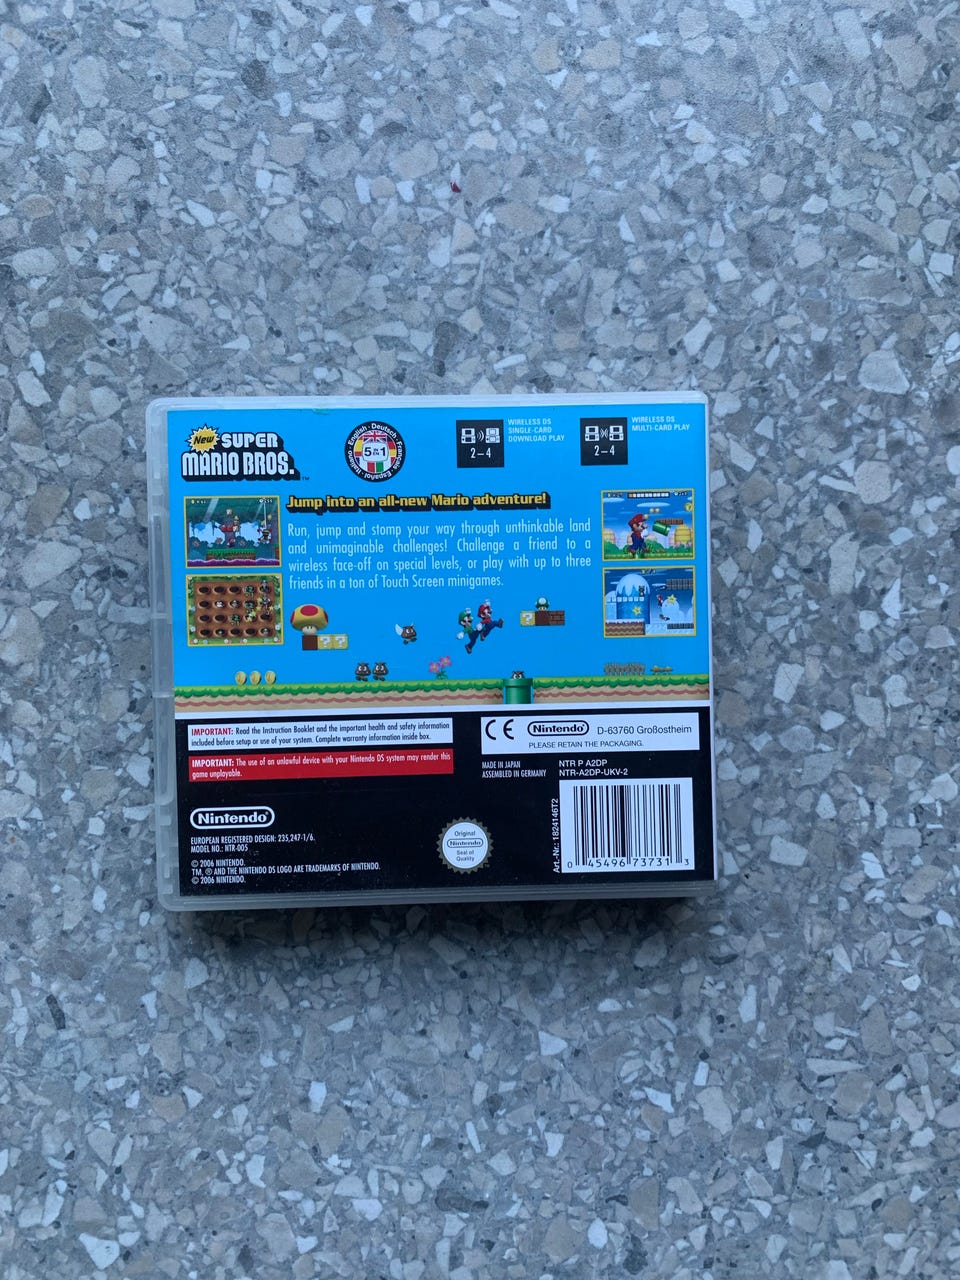 New SUPER
MARIO BROS.™
English • Deutsch • Français • Español • Italiano
5 IN 1
WIRELESS DS
SINGLE-CARD
DOWNLOAD PLAY
2–4
WIRELESS DS
MULTI-CARD PLAY
2–4
Jump into an all-new Mario adventure!
Run, jump and stomp your way through unthinkable land
and unimaginable challenges! Challenge a friend to a
wireless face-off on special levels, or play with up to three
friends in a ton of Touch Screen minigames.
IMPORTANT: Read the Instruction Booklet and the important health and safety information
included before setup or use of your system. Complete warranty information inside box.
IMPORTANT: The use of an unlawful device with your Nintendo DS system may render this
game unplayable.
CE Nintendo® D-63760 Großostheim
PLEASE RETAIN THE PACKAGING.
MADE IN JAPAN
ASSEMBLED IN GERMANY
NTR P A2DP
NTR-A2DP-UKV-2
Nintendo®
EUROPEAN REGISTERED DESIGN: 235,247-1/6.
MODEL NO.: NTR-005
© 2006 NINTENDO.
TM, ® AND THE NINTENDO DS LOGO ARE TRADEMARKS OF NINTENDO.
© 2006 NINTENDO.
Original
Nintendo®
Seal of
Quality
Art.-Nr.: 1824146T2
0 45496 73731 3